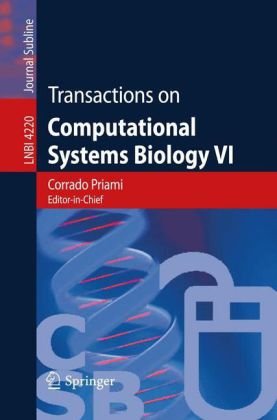 Journal Subline
LNBI 4220
Transactions on
Computational
Systems Biology VI
Corrado Priami
Editor-in-Chief
CSB
Springer